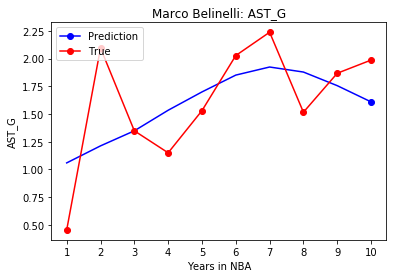 Marco Belinelli: AST_G
Prediction
True
2.25
2.00
1.75
1.50
1.25
1.00
0.75
0.50
AST_G
1 2 3 4 5 6 7 8 9 10
Years in NBA